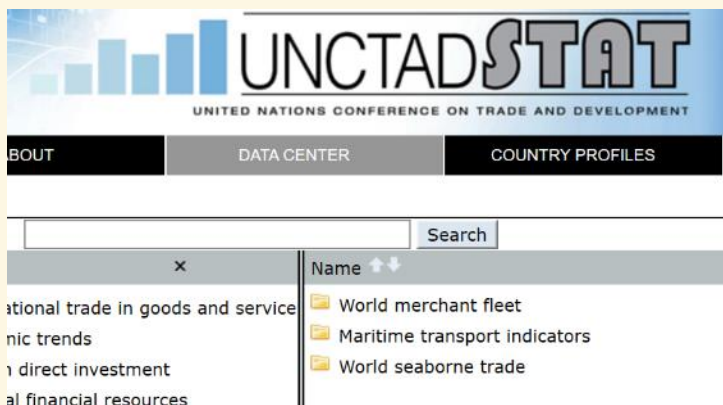 UNCTADSTAT
UNITED NATIONS CONFERENCE ON TRADE AND DEVELOPMENT
ABOUT DATA CENTER COUNTRY PROFILES
Search
× Name
ational trade in goods and service
World merchant fleet
nic trends
Maritime transport indicators
n direct investment
World seaborne trade
al financial resources